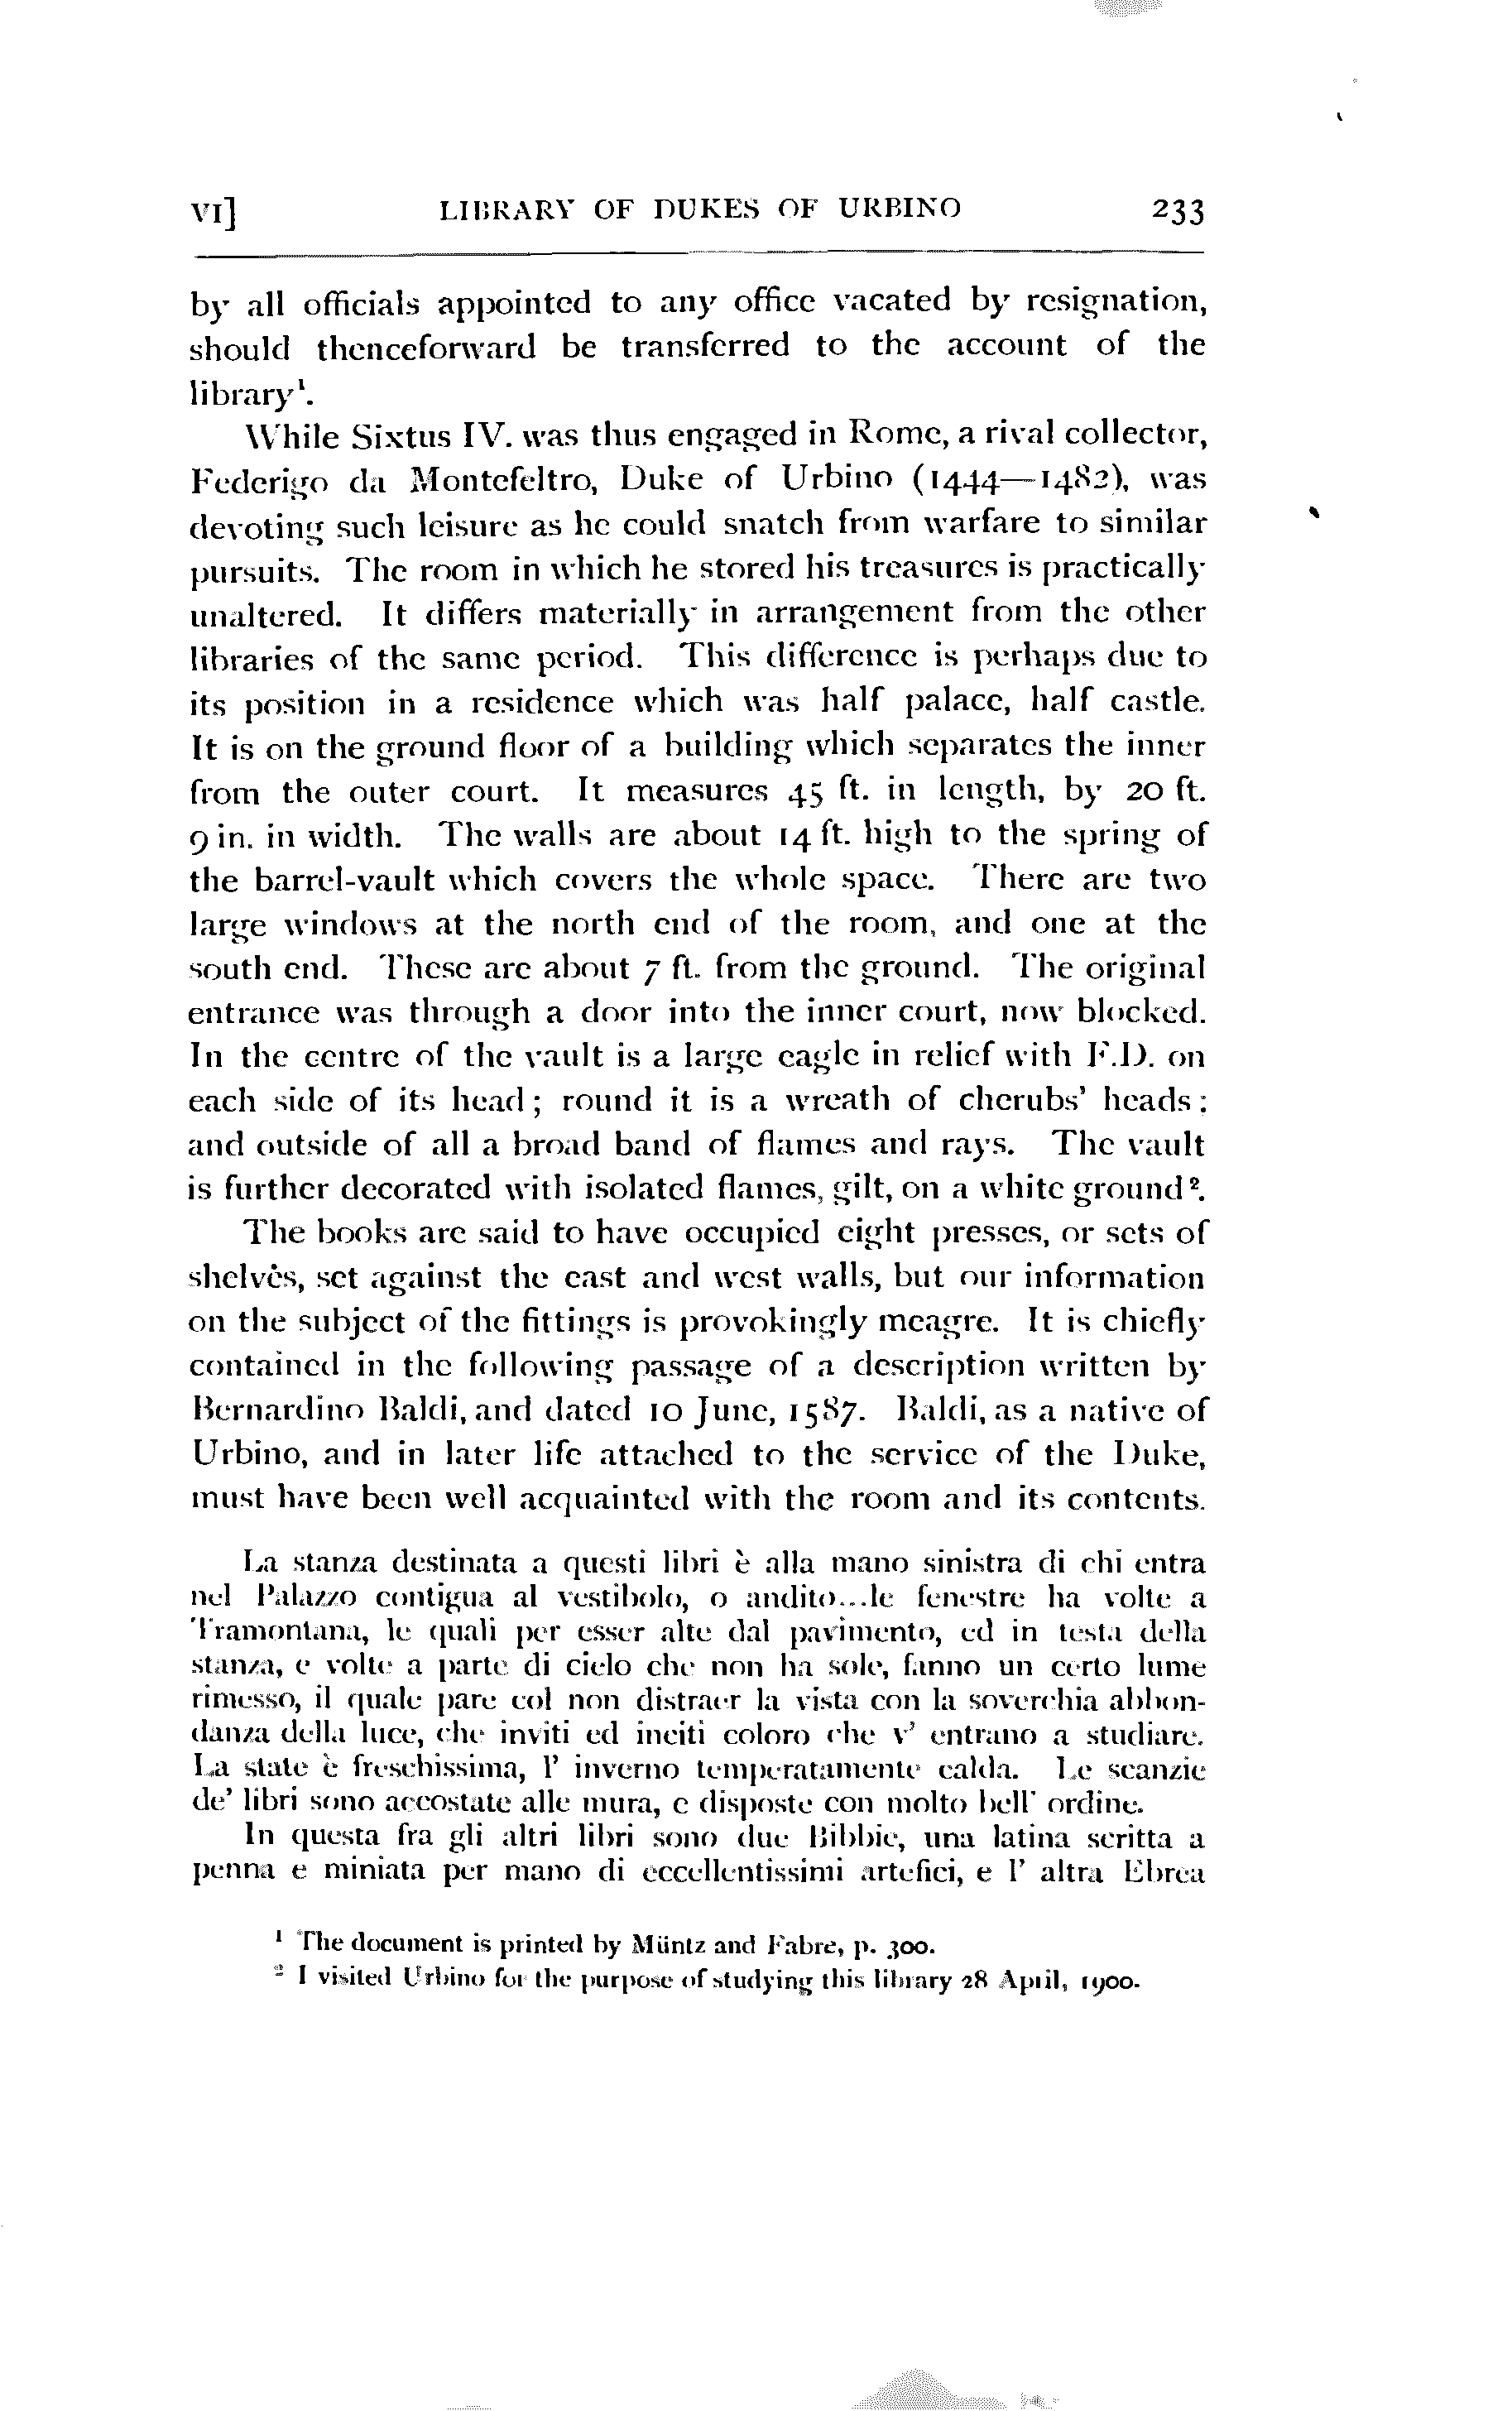 VI] LIBRARY OF DUKES OF URBINO 233
by all officials appointed to any office vacated by resignation,
should thenceforward be transferred to the account of the
library¹.
While Sixtus IV. was thus engaged in Rome, a rival collector,
Federigo da Montefeltro, Duke of Urbino (1444—1482), was
devoting such leisure as he could snatch from warfare to similar
pursuits. The room in which he stored his treasures is practically
unaltered. It differs materially in arrangement from the other
libraries of the same period. This difference is perhaps due to
its position in a residence which was half palace, half castle.
It is on the ground floor of a building which separates the inner
from the outer court. It measures 45 ft. in length, by 20 ft.
9 in. in width. The walls are about 14 ft. high to the spring of
the barrel-vault which covers the whole space. There are two
large windows at the north end of the room, and one at the
south end. These are about 7 ft. from the ground. The original
entrance was through a door into the inner court, now blocked.
In the centre of the vault is a large eagle in relief with F.D. on
each side of its head; round it is a wreath of cherubs' heads:
and outside of all a broad band of flames and rays. The vault
is further decorated with isolated flames, gilt, on a white ground².
The books are said to have occupied eight presses, or sets of
shelves, set against the east and west walls, but our information
on the subject of the fittings is provokingly meagre. It is chiefly
contained in the following passage of a description written by
Bernardino Baldi, and dated 10 June, 1587. Baldi, as a native of
Urbino, and in later life attached to the service of the Duke,
must have been well acquainted with the room and its contents.
La stanza destinata a questi libri è alla mano sinistra di chi entra
nel Palazzo contigua al vestibolo, o andito...le fenestre ha volte a
Tramontana, le quali per esser alte dal pavimento, ed in testa della
stanza, e volte a parte di cielo che non ha sole, fanno un certo lume
rimesso, il quale pare col non distraer la vista con la soverchia abbon-
danza della luce, che inviti ed inciti coloro che v' entrano a studiare.
La state è freschissima, l' inverno temperatamente calda. Le scanzie
de' libri sono accostate alle mura, e disposte con molto bell' ordine.
In questa fra gli altri libri sono due Bibbie, una latina scritta a
penna e miniata per mano di eccellentissimi artefici, e l' altra Ebrea
¹ The document is printed by Müntz and Fabre, p. 300.
² I visited Urbino for the purpose of studying this library 28 April, 1900.